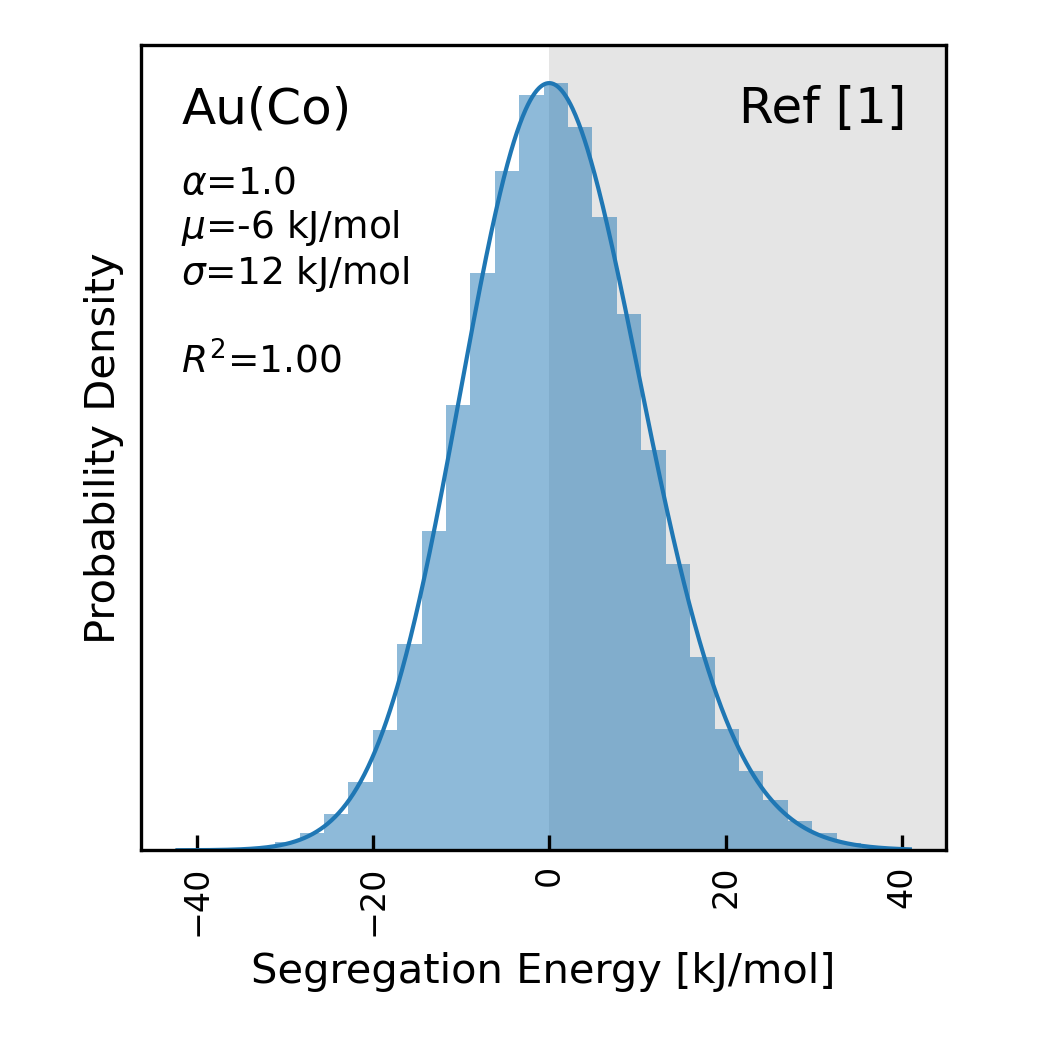 Au(Co)
Ref [1]
α=1.0
μ=-6 kJ/mol
σ=12 kJ/mol
R²=1.00
Probability Density
−40
−20
0
20
40
Segregation Energy [kJ/mol]